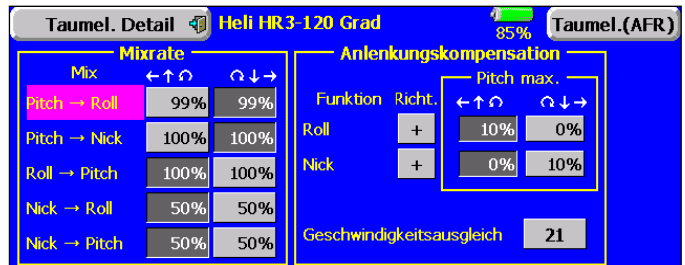 Taumel. Detail Heli HR3-120 Grad 85% Taumel.(AFR)
Mixrate
Mix ←↑∩ ∩↓→
Pitch → Roll 99% 99%
Pitch → Nick 100% 100%
Roll → Pitch 100% 100%
Nick → Roll 50% 50%
Nick → Pitch 50% 50%
Anlenkungskompensation
Pitch max.
Funktion Richt. ←↑∩ ∩↓→
Roll + 10% 0%
Nick + 0% 10%
Geschwindigkeitsausgleich 21